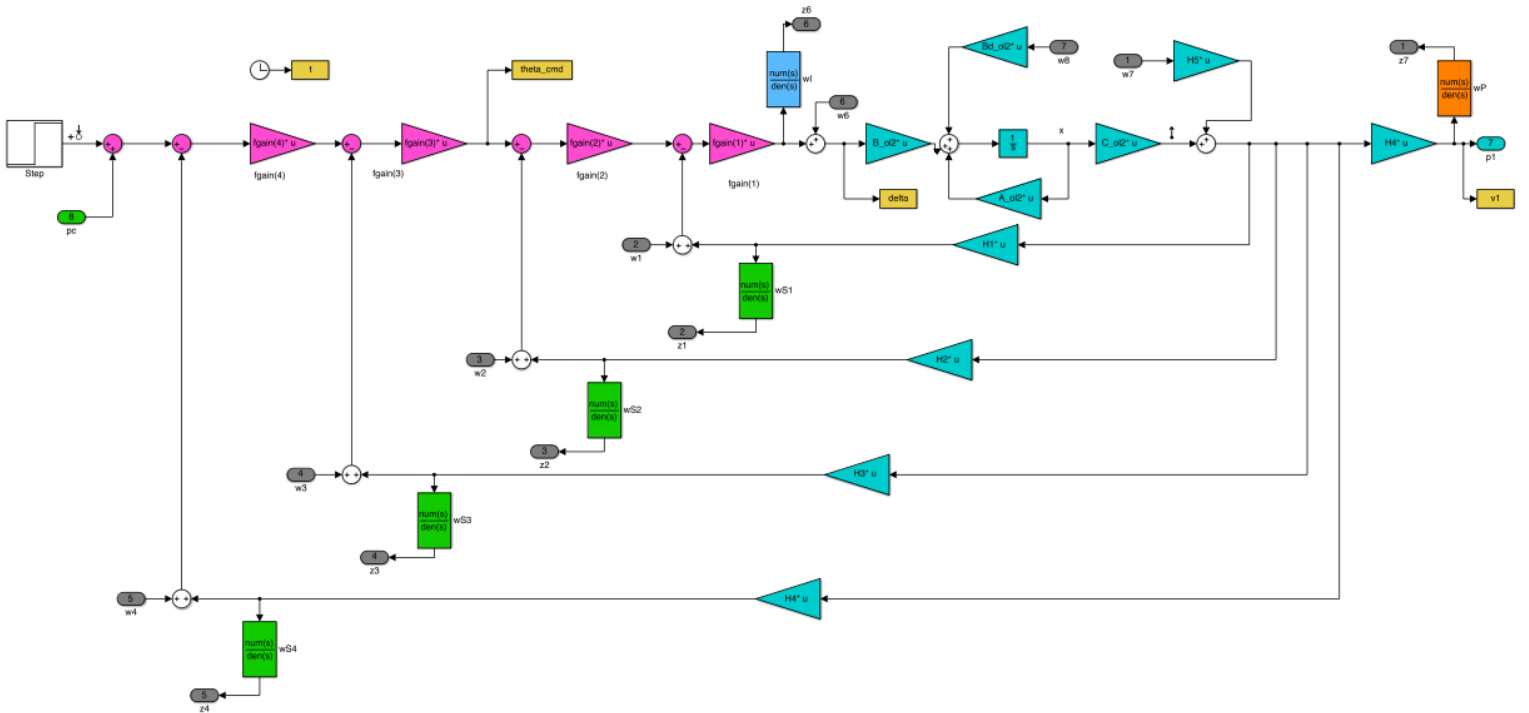 z6
6
t
theta_cmd
num(s)
den(s)
wI
Bd_ol2* u
7
w8
1
w7
H5* u
1
z7
num(s)
den(s)
wP
6
w6
Step
fgain(4)* u
fgain(4)
fgain(3)* u
fgain(3)
fgain(2)* u
fgain(2)
fgain(1)* u
fgain(1)
B_ol2* u
1
s
x
C_ol2* u
H4* u
7
p1
A_ol2* u
delta
v1
8
pc
2
w1
H1* u
num(s)
den(s)
wS1
2
z1
3
w2
H2* u
num(s)
den(s)
wS2
3
z2
4
w3
H3* u
num(s)
den(s)
wS3
4
z3
5
w4
H4* u
num(s)
den(s)
wS4
5
z4